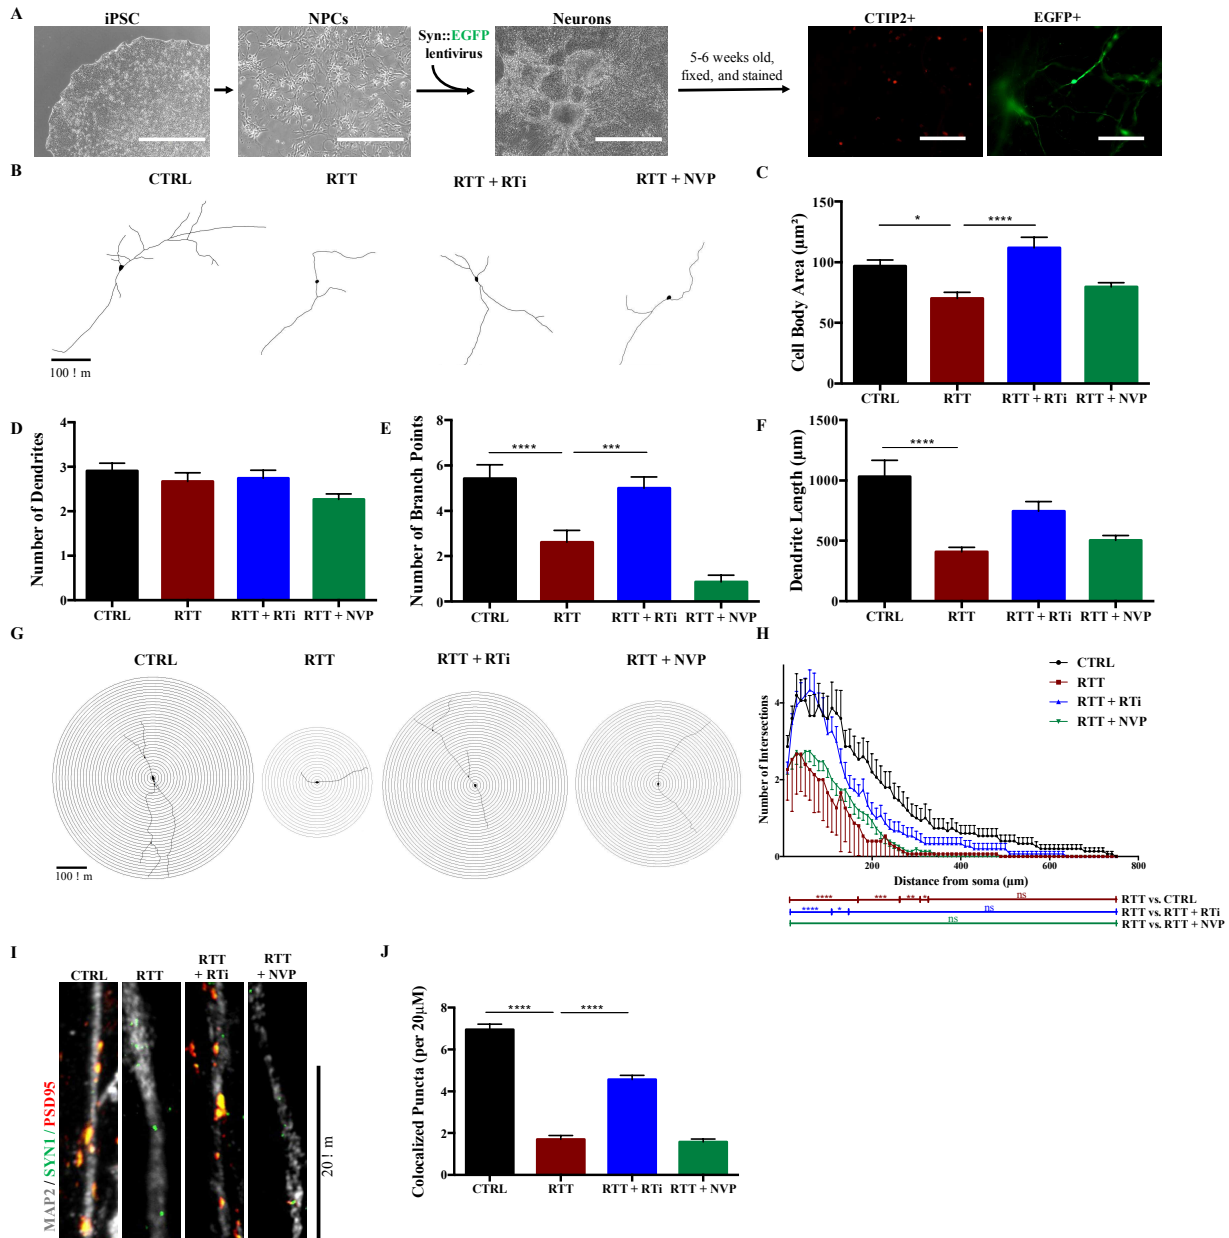 A
iPSC
NPCs
Syn::EGFP
lentivirus
Neurons
5-6 weeks old,
fixed, and stained
CTIP2+
EGFP+
B
CTRL
RTT
RTT + RTi
RTT + NVP
100 ! m
C
Cell Body Area (µm²)
150
100
50
0
*
****
CTRL
RTT
RTT + RTi
RTT + NVP
D
Number of Dendrites
4
3
2
1
0
CTRL
RTT
RTT + RTi
RTT + NVP
E
Number of Branch Points
8
6
4
2
0
****
***
CTRL
RTT
RTT + RTi
RTT + NVP
F
Dendrite Length (µm)
1500
1000
500
0
****
CTRL
RTT
RTT + RTi
RTT + NVP
G
CTRL
RTT
RTT + RTi
RTT + NVP
100 ! m
H
Number of Intersections
4
2
0
200
400
600
800
Distance from soma (µm)
CTRL
RTT
RTT + RTi
RTT + NVP
**** *** ** * ns RTT vs. CTRL
**** * ns RTT vs. RTT + RTi
ns RTT vs. RTT + NVP
I
CTRL
RTT
RTT
+ RTi
RTT
+ NVP
MAP2 / SYN1 / PSD95
20 ! m
J
Colocalized Puncta (per 20µM)
8
6
4
2
0
****
****
CTRL
RTT
RTT + RTi
RTT + NVP